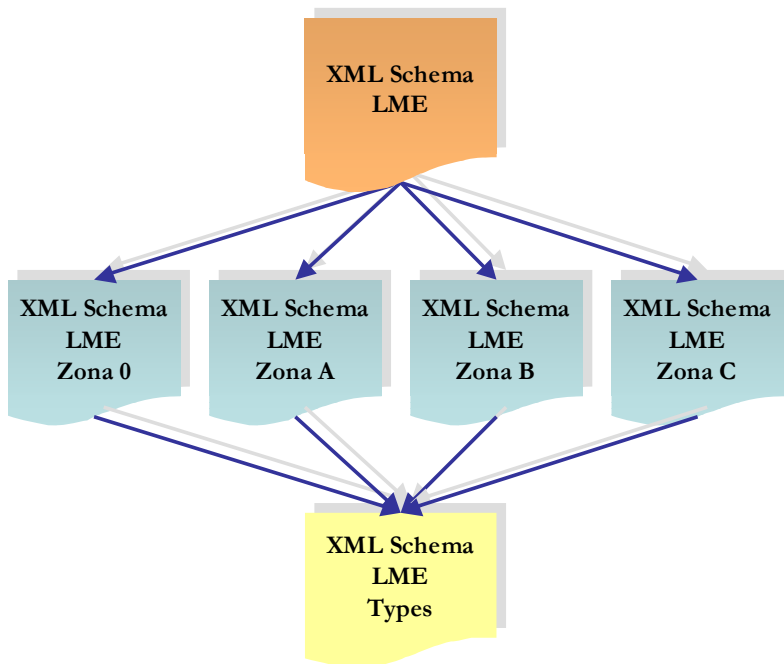 XML Schema
LME
XML Schema
LME
Zona 0
XML Schema
LME
Zona A
XML Schema
LME
Zona B
XML Schema
LME
Zona C
XML Schema
LME
Types